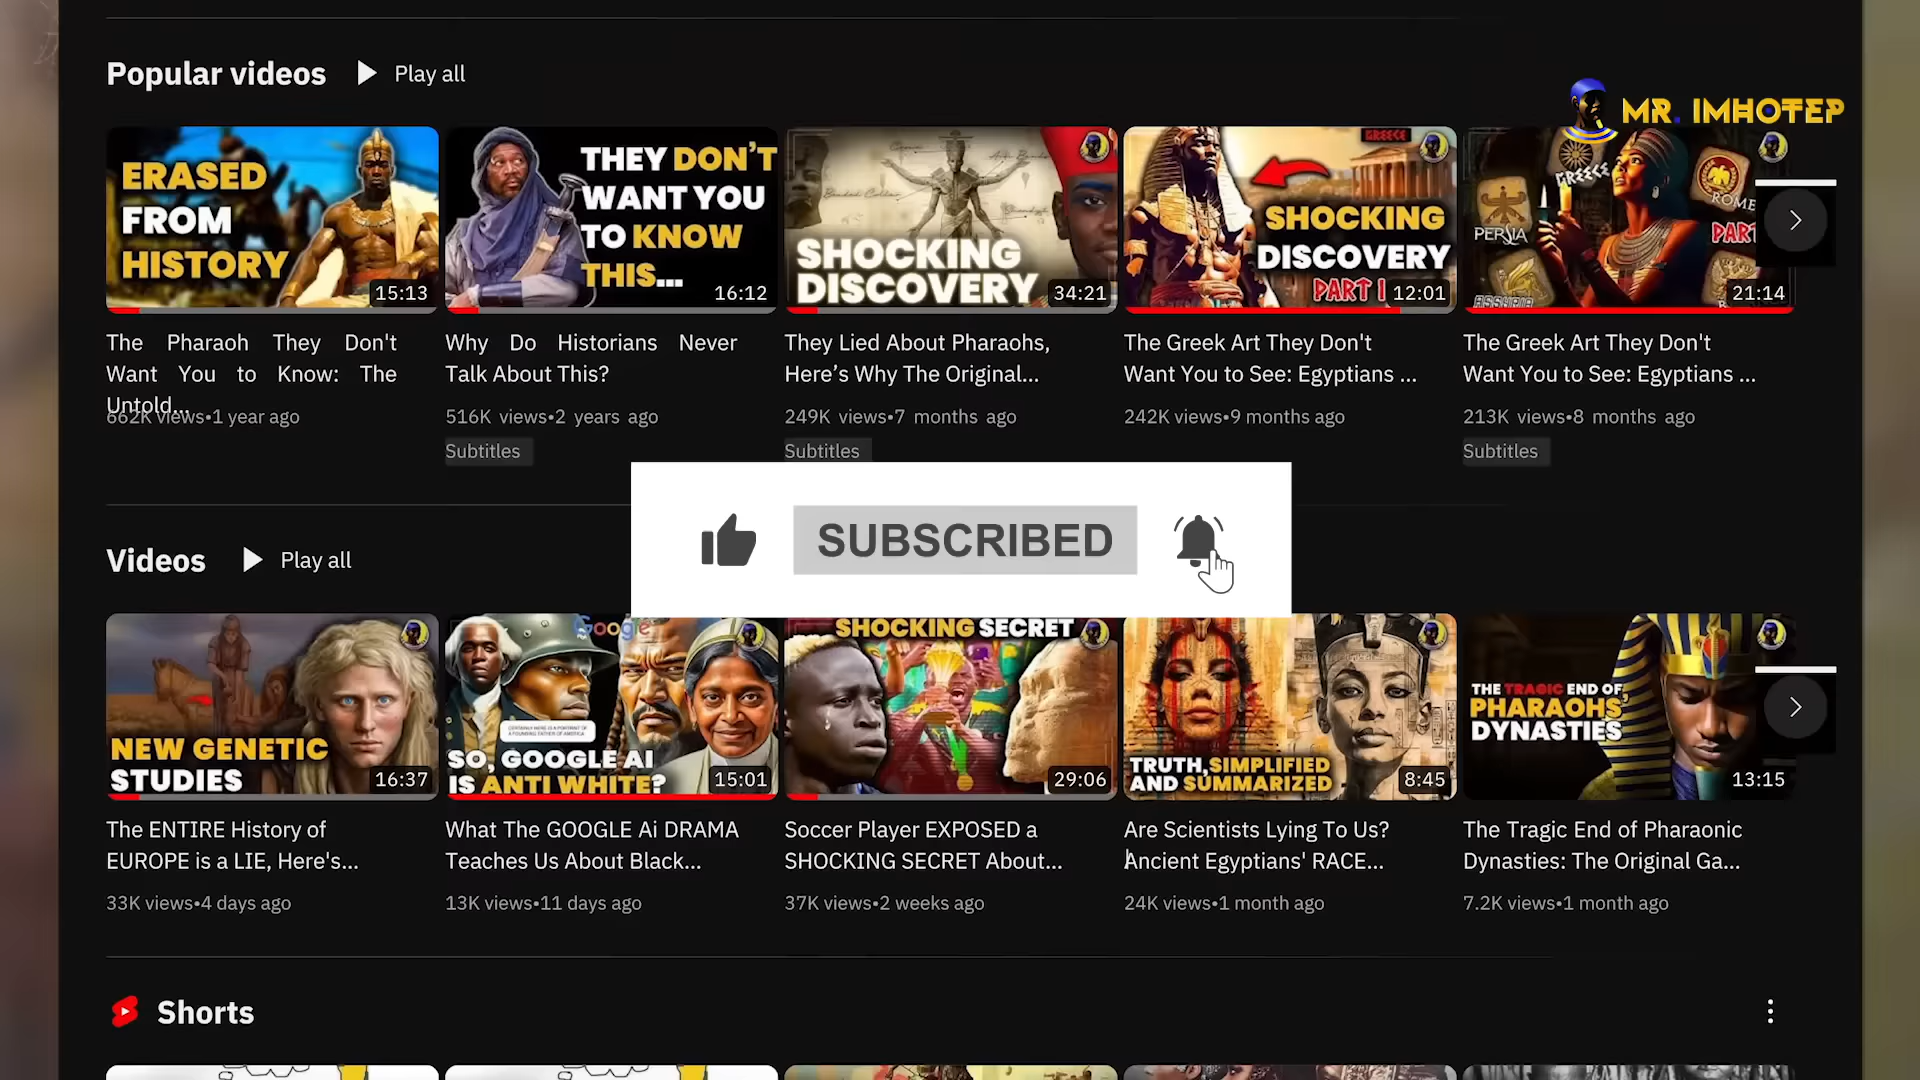 Popular videos
Play all
MR. IMHOTEP
ERASED
FROM
HISTORY
15:13
THEY DON'T
WANT YOU
TO KNOW
THIS...
16:12
SHOCKING
DISCOVERY
34:21
GREECE
SHOCKING
DISCOVERY
PART I
12:01
GREECE
ROME
PERSIA
PART
ASSYRIA
21:14
The Pharaoh They Don't
Want You to Know: The
Untold...
662K views•1 year ago
Why Do Historians Never
Talk About This?
516K views•2 years ago
Subtitles
They Lied About Pharaohs,
Here’s Why The Original...
249K views•7 months ago
Subtitles
The Greek Art They Don't
Want You to See: Egyptians ...
242K views•9 months ago
The Greek Art They Don't
Want You to See: Egyptians ...
213K views•8 months ago
Subtitles
SUBSCRIBED
Videos
Play all
NEW GENETIC
STUDIES
16:37
Google
SO, GOOGLE AI
IS ANTI WHITE?
15:01
SHOCKING SECRET
29:06
TRUTH, SIMPLIFIED
AND SUMMARIZED
8:45
THE TRAGIC END OF
PHARAOHS'
DYNASTIES
13:15
The ENTIRE History of
EUROPE is a LIE, Here's...
33K views•4 days ago
What The GOOGLE Ai DRAMA
Teaches Us About Black...
13K views•11 days ago
Soccer Player EXPOSED a
SHOCKING SECRET About...
37K views•2 weeks ago
Are Scientists Lying To Us?
Ancient Egyptians' RACE...
24K views•1 month ago
The Tragic End of Pharaonic
Dynasties: The Original Ga...
7.2K views•1 month ago
Shorts